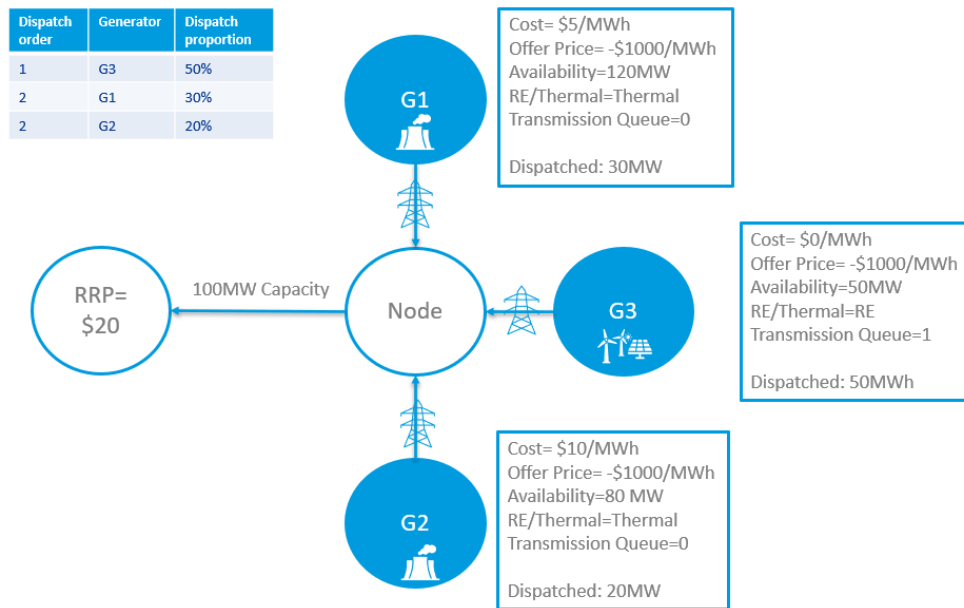 Dispatch order Generator Dispatch proportion
1 G3 50%
2 G1 30%
2 G2 20%
G1
Cost= $5/MWh
Offer Price= -$1000/MWh
Availability=120MW
RE/Thermal=Thermal
Transmission Queue=0
Dispatched: 30MW
RRP=
$20
100MW Capacity
Node
G3
Cost= $0/MWh
Offer Price= -$1000/MWh
Availability=50MW
RE/Thermal=RE
Transmission Queue=1
Dispatched: 50MWh
G2
Cost= $10/MWh
Offer Price= -$1000/MWh
Availability=80 MW
RE/Thermal=Thermal
Transmission Queue=0
Dispatched: 20MW